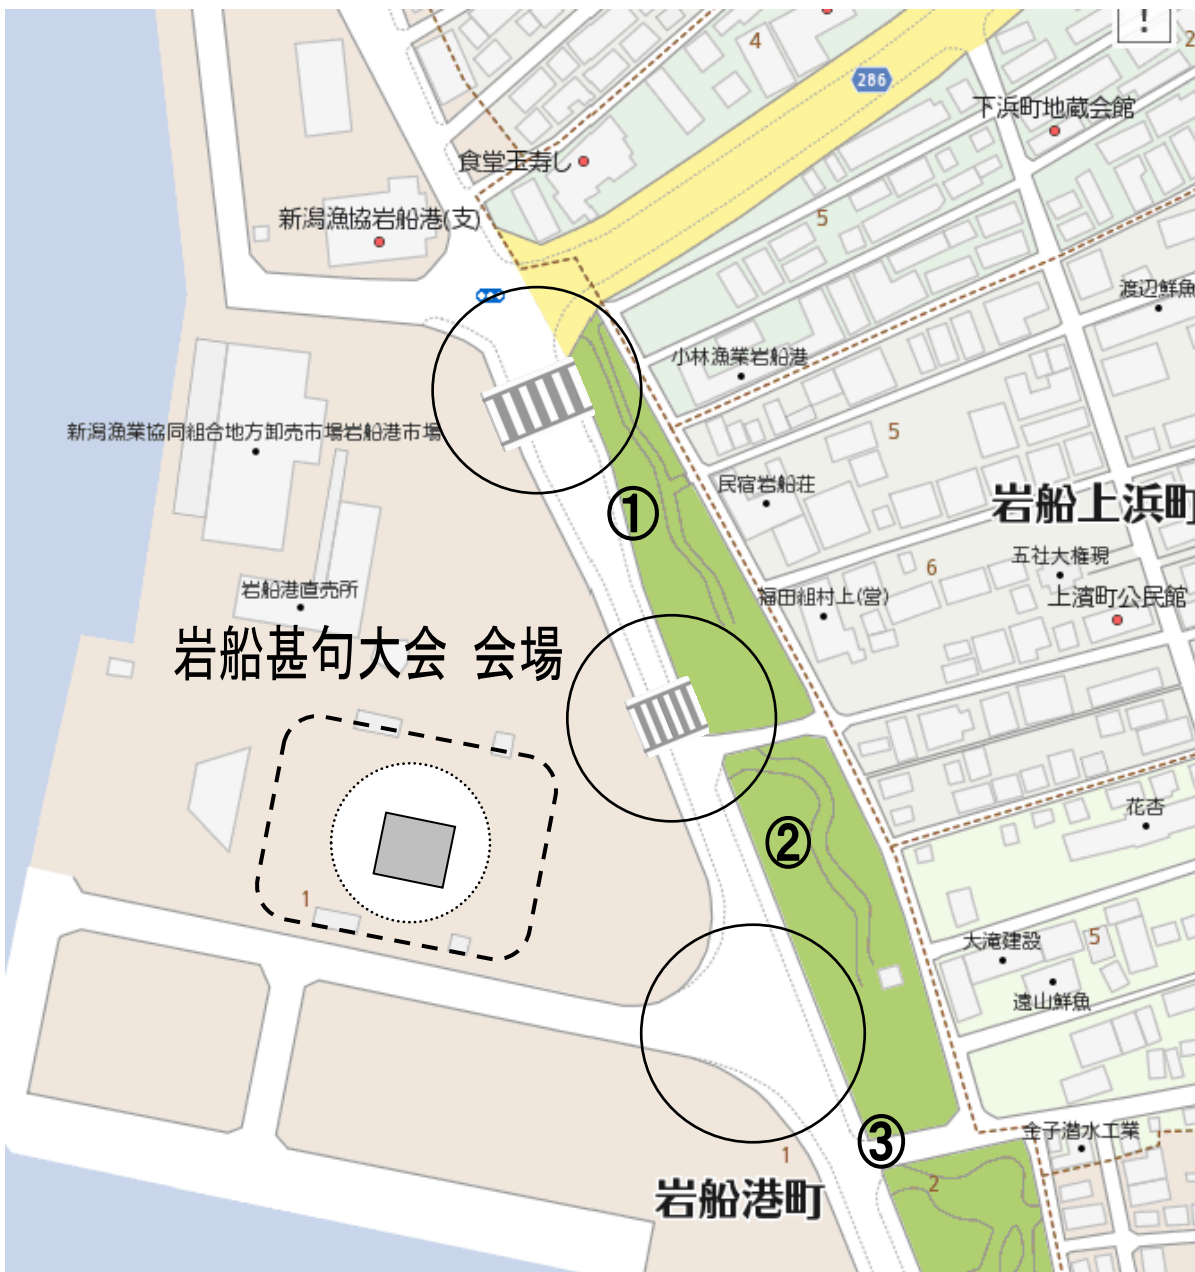 !
4
2
286
下浜町地蔵会館
食堂玉寿し
新潟漁協岩船港(支)
5
渡辺鮮魚
小林漁業岩船港
新潟漁業協同組合地方卸売市場岩船港市場
5
民宿岩船荘
岩船上浜町
①
五社大権現
6
岩船港直売所
福田組村上(営)
上濱町公民館
岩船甚句大会 会場
花杏
②
1
大滝建設
5
遠山鮮魚
金子潜水工業
③
1
2
岩船港町